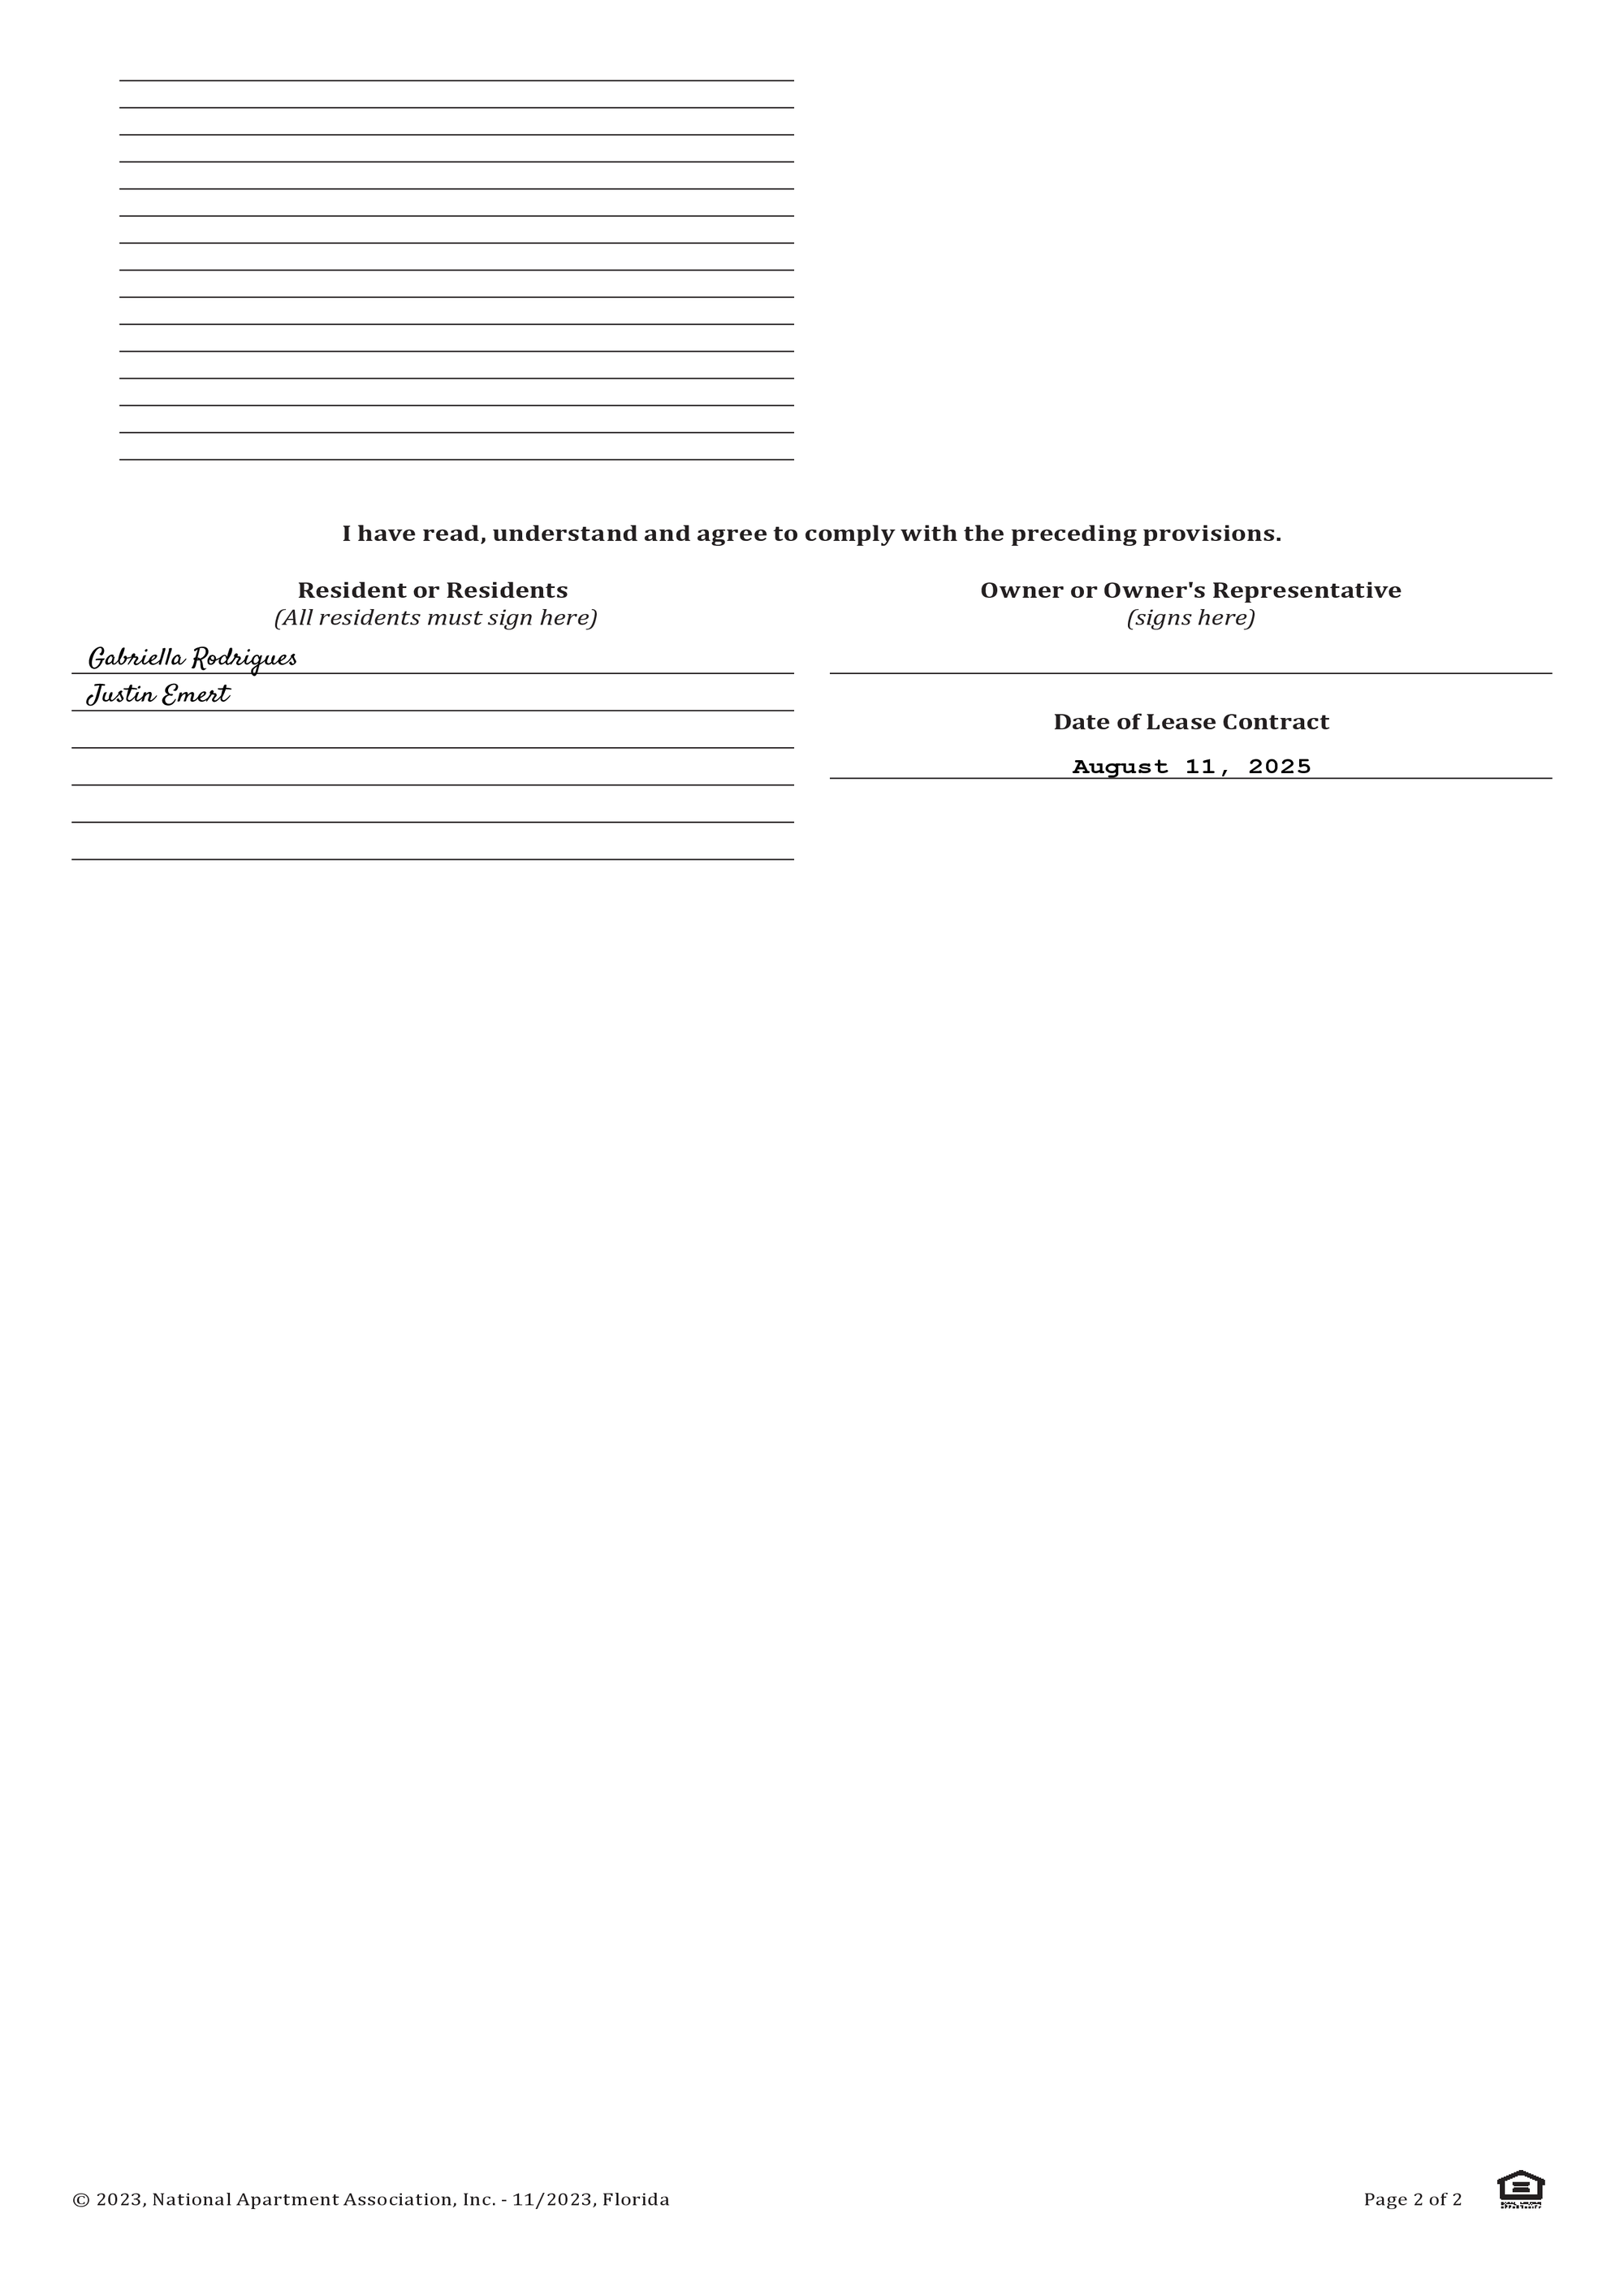 I have read, understand and agree to comply with the preceding provisions.
Resident or Residents
(All residents must sign here)
Gabriella Rodrigues
Justin Emert
Owner or Owner's Representative
(signs here)
Date of Lease Contract
August 11, 2025
© 2023, National Apartment Association, Inc. - 11/2023, Florida
Page 2 of 2